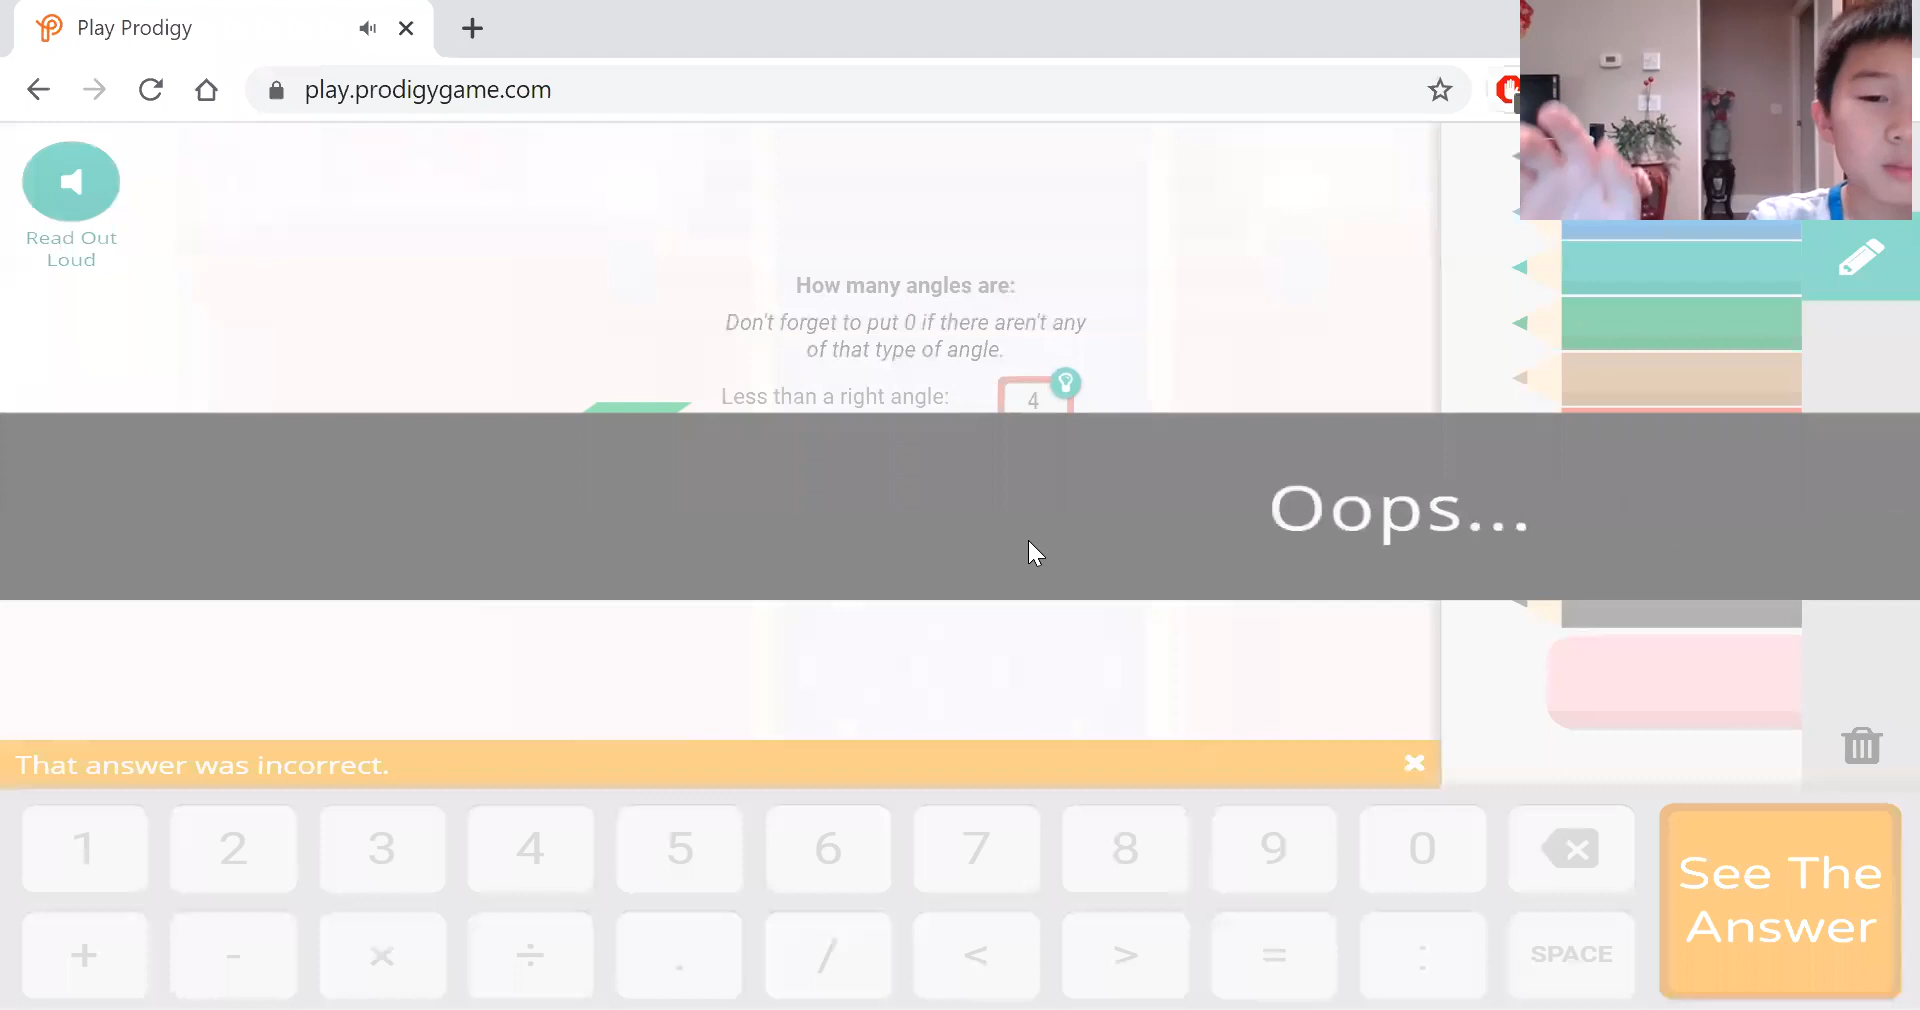 Play Prodigy
play.prodigygame.com
Read Out
Loud
How many angles are:
Don't forget to put 0 if there aren't any
of that type of angle.
Less than a right angle: 4
Oops...
That answer was incorrect.
1 2 3 4 5 6 7 8 9 0
+ - × ÷ . / < > = : SPACE
See The
Answer